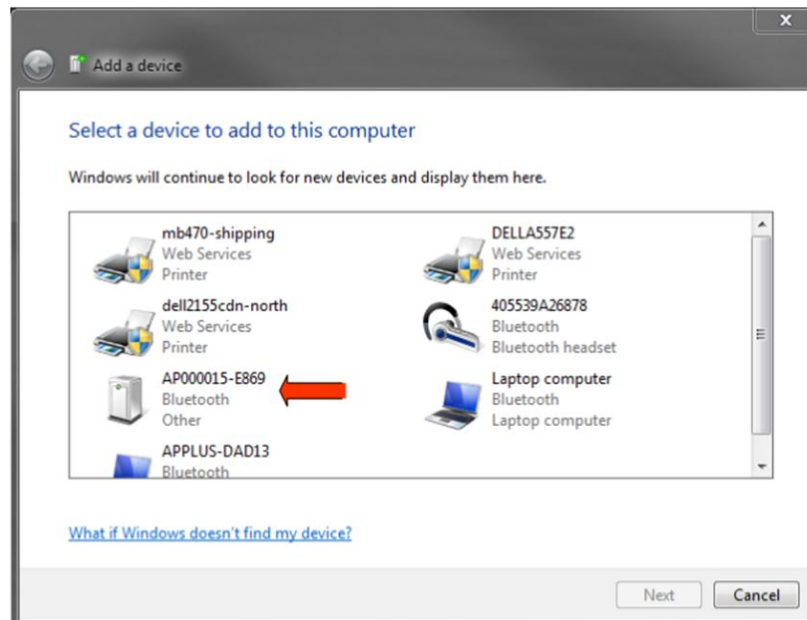 Add a device
Select a device to add to this computer
Windows will continue to look for new devices and display them here.
mb470-shipping
Web Services
Printer
DELLA557E2
Web Services
Printer
dell2155cdn-north
Web Services
Printer
405539A26878
Bluetooth
Bluetooth headset
AP000015-E869
Bluetooth
Other
Laptop computer
Bluetooth
Laptop computer
APPLUS-DAD13
Bluetooth
What if Windows doesn't find my device?
Next
Cancel